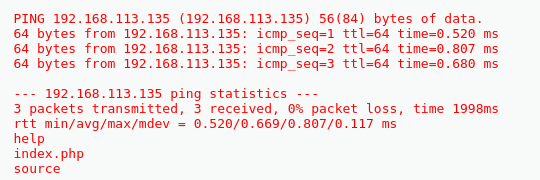 PING 192.168.113.135 (192.168.113.135) 56(84) bytes of data.
64 bytes from 192.168.113.135: icmp_seq=1 ttl=64 time=0.520 ms
64 bytes from 192.168.113.135: icmp_seq=2 ttl=64 time=0.807 ms
64 bytes from 192.168.113.135: icmp_seq=3 ttl=64 time=0.680 ms
--- 192.168.113.135 ping statistics ---
3 packets transmitted, 3 received, 0% packet loss, time 1998ms
rtt min/avg/max/mdev = 0.520/0.669/0.807/0.117 ms
help
index.php
source